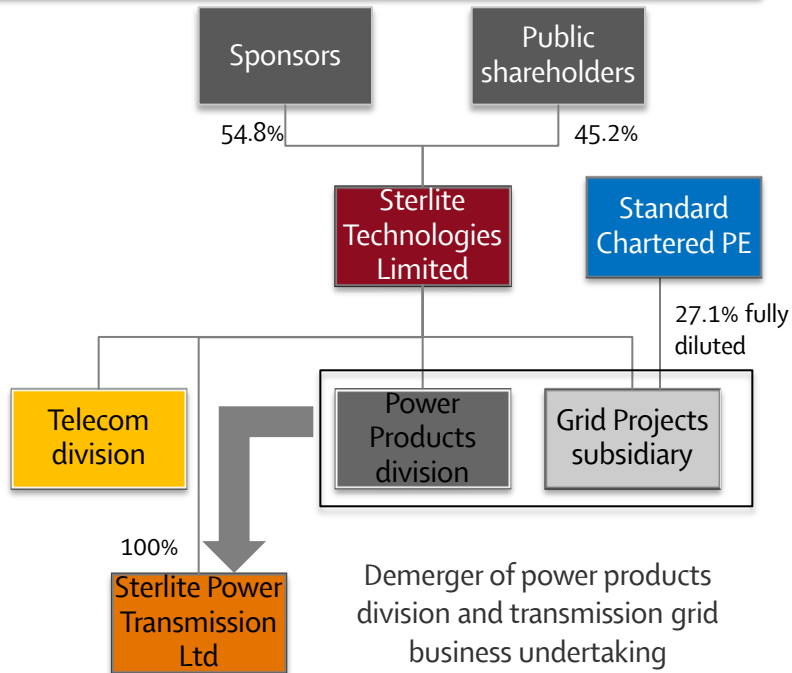 Sponsors
Public
shareholders
54.8%
45.2%
Sterlite
Technologies
Limited
Standard
Chartered PE
27.1% fully
diluted
Telecom
division
Power
Products
division
Grid Projects
subsidiary
100%
Sterlite Power
Transmission
Ltd
Demerger of power products
division and transmission grid
business undertaking